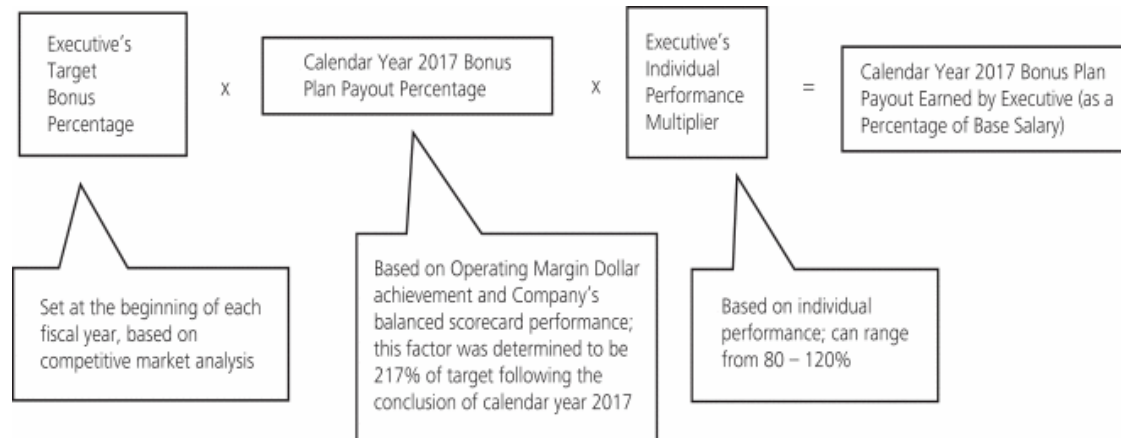 Executive's
Target
Bonus
Percentage
x
Calendar Year 2017 Bonus
Plan Payout Percentage
x
Executive's
Individual
Performance
Multiplier
=
Calendar Year 2017 Bonus Plan
Payout Earned by Executive (as a
Percentage of Base Salary)
Set at the beginning of each
fiscal year, based on
competitive market analysis
Based on Operating Margin Dollar
achievement and Company's
balanced scorecard performance;
this factor was determined to be
217% of target following the
conclusion of calendar year 2017
Based on individual
performance; can range
from 80 – 120%